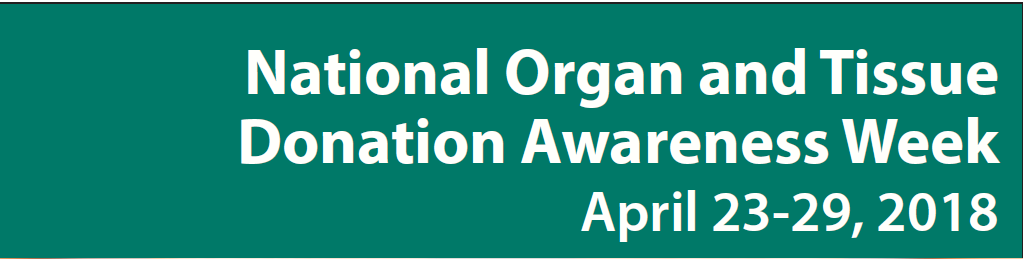 National Organ and Tissue
Donation Awareness Week
April 23-29, 2018